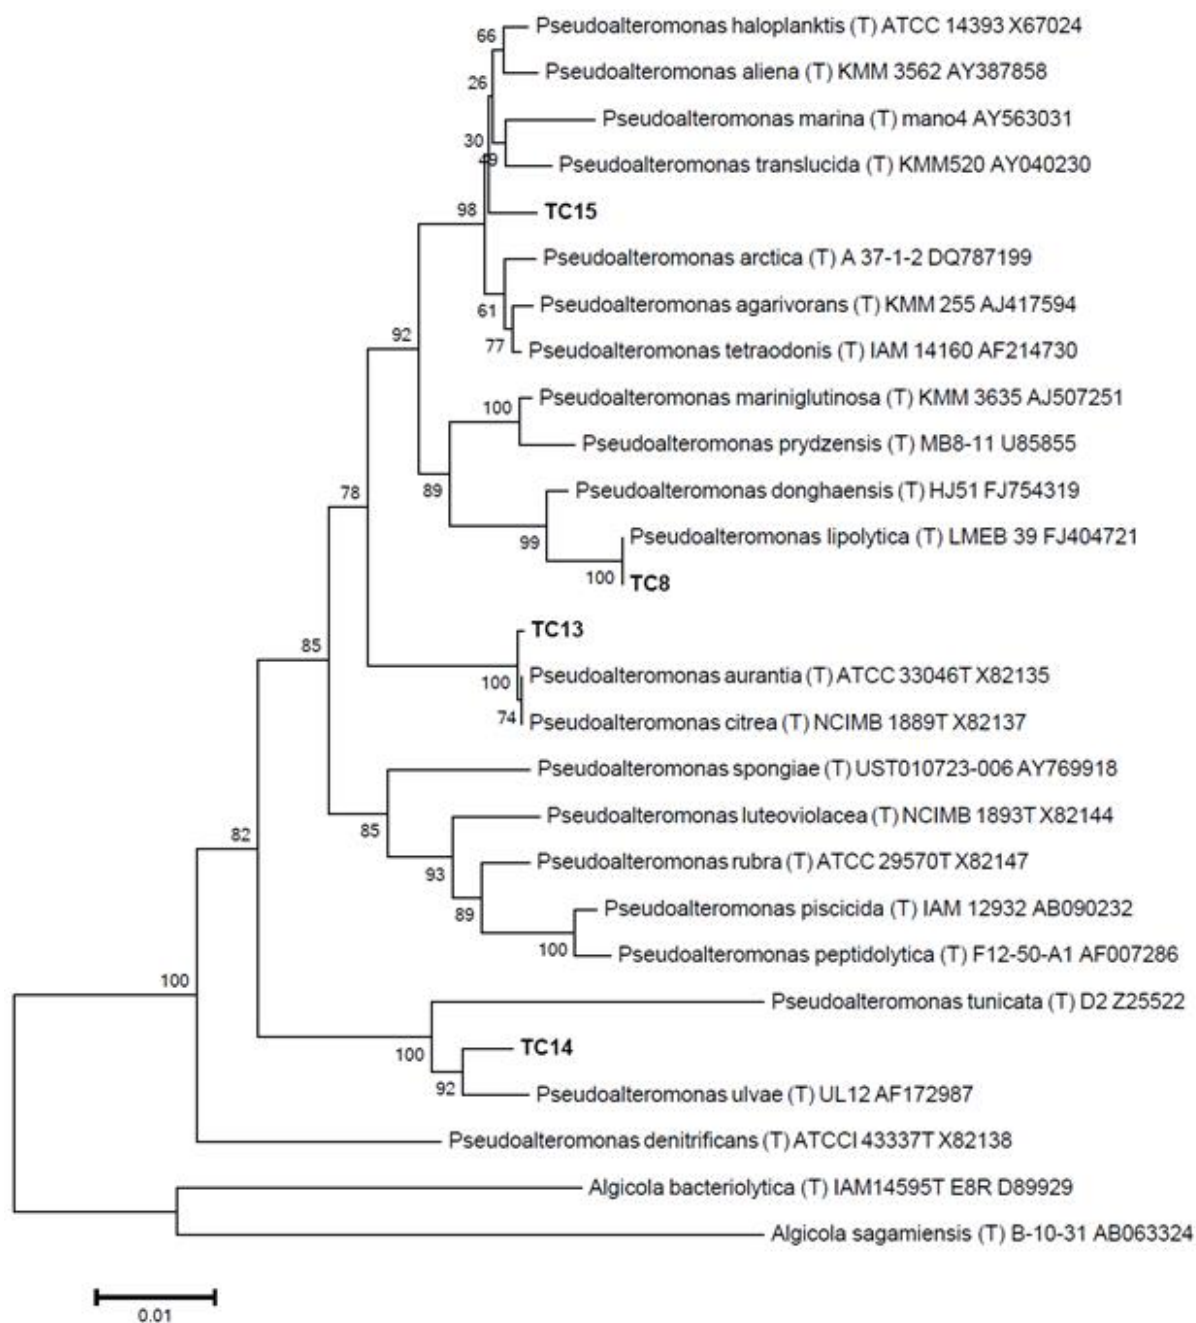 66
Pseudoalteromonas haloplanktis (T) ATCC 14393 X67024
26
Pseudoalteromonas aliena (T) KMM 3562 AY387858
Pseudoalteromonas marina (T) mano4 AY563031
30
49
Pseudoalteromonas translucida (T) KMM520 AY040230
98
TC15
Pseudoalteromonas arctica (T) A 37-1-2 DQ787199
61
Pseudoalteromonas agarivorans (T) KMM 255 AJ417594
92
77
Pseudoalteromonas tetraodonis (T) IAM 14160 AF214730
100
Pseudoalteromonas mariniglutinosa (T) KMM 3635 AJ507251
Pseudoalteromonas prydzensis (T) MB8-11 U85855
78
89
Pseudoalteromonas donghaensis (T) HJ51 FJ754319
99
Pseudoalteromonas lipolytica (T) LMEB 39 FJ404721
100
TC8
85
TC13
100
Pseudoalteromonas aurantia (T) ATCC 33046T X82135
74
Pseudoalteromonas citrea (T) NCIMB 1889T X82137
Pseudoalteromonas spongiae (T) UST010723-006 AY769918
82
85
Pseudoalteromonas luteoviolacea (T) NCIMB 1893T X82144
93
Pseudoalteromonas rubra (T) ATCC 29570T X82147
89
Pseudoalteromonas piscicida (T) IAM 12932 AB090232
100
Pseudoalteromonas peptidolytica (T) F12-50-A1 AF007286
100
Pseudoalteromonas tunicata (T) D2 Z25522
100
TC14
92
Pseudoalteromonas ulvae (T) UL12 AF172987
Pseudoalteromonas denitrificans (T) ATCCI 43337T X82138
Algicola bacteriolytica (T) IAM14595T E8R D89929
Algicola sagamiensis (T) B-10-31 AB063324
0.01